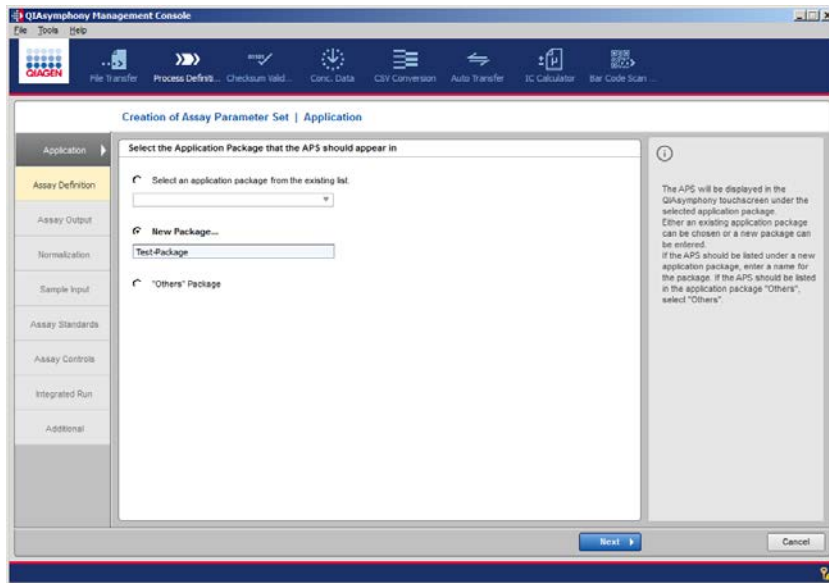 QIAsymphony Management Console
File Tools Help
QIAGEN
File Transfer
Process Definiti...
Checksum Valid...
Conc. Data
CSV Conversion
Auto Transfer
IC Calculator
Bar Code Scan ...
Creation of Assay Parameter Set | Application
Application
Assay Definition
Assay Output
Normalization
Sample Input
Assay Standards
Assay Controls
Integrated Run
Additional
Select the Application Package that the APS should appear in
Select an application package from the existing list.
New Package...
Test-Package
"Others" Package
The APS will be displayed in the
QIAsymphony touchscreen under the
selected application package.
Either an existing application package
can be chosen or a new package can
be entered.
If the APS should be listed under a new
application package, enter a name for
the package. If the APS should be listed
in the application package "Others",
select "Others".
Next
Cancel